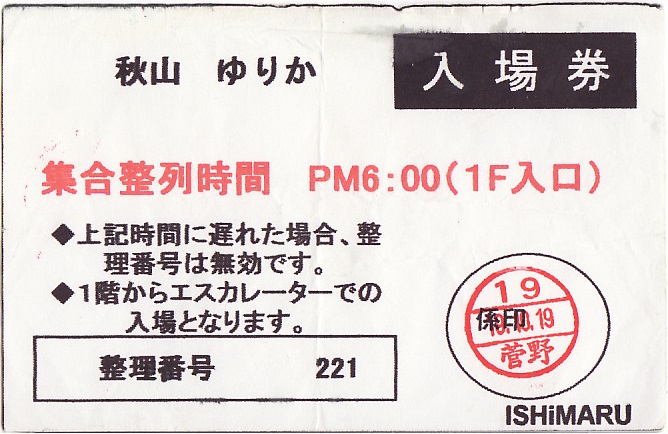 秋山 ゆりか
入場券
集合整列時間 PM6:00(1F入口)
◆上記時間に遅れた場合、整
理番号は無効です。
◆1階からエスカレーターでの
入場となります。
整理番号 221
19
係印
菅野
ISHiMARU